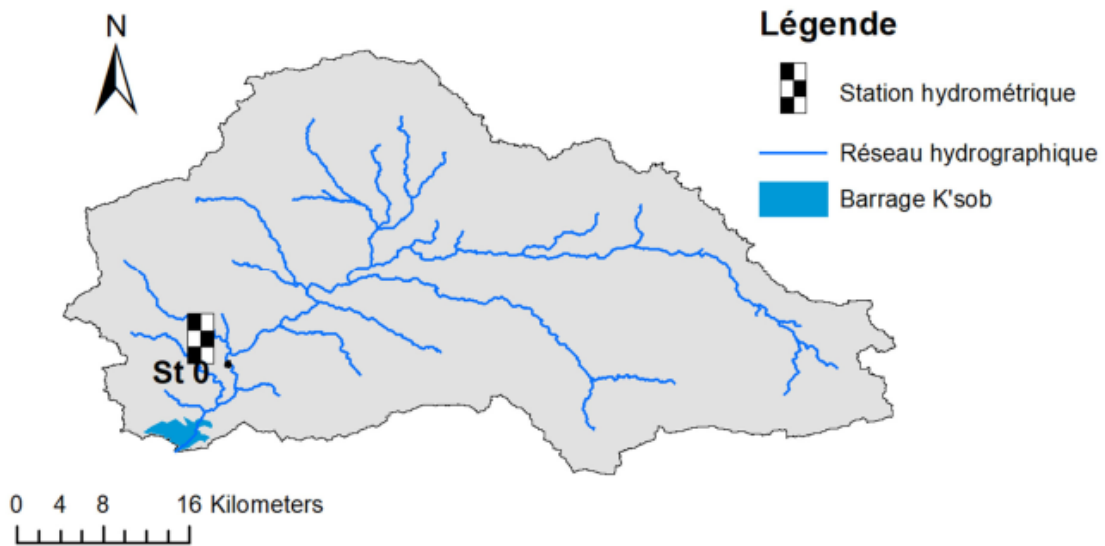 N
Légende
Station hydrométrique
Réseau hydrographique
Barrage K'sob
St 0
0 4 8 16 Kilometers